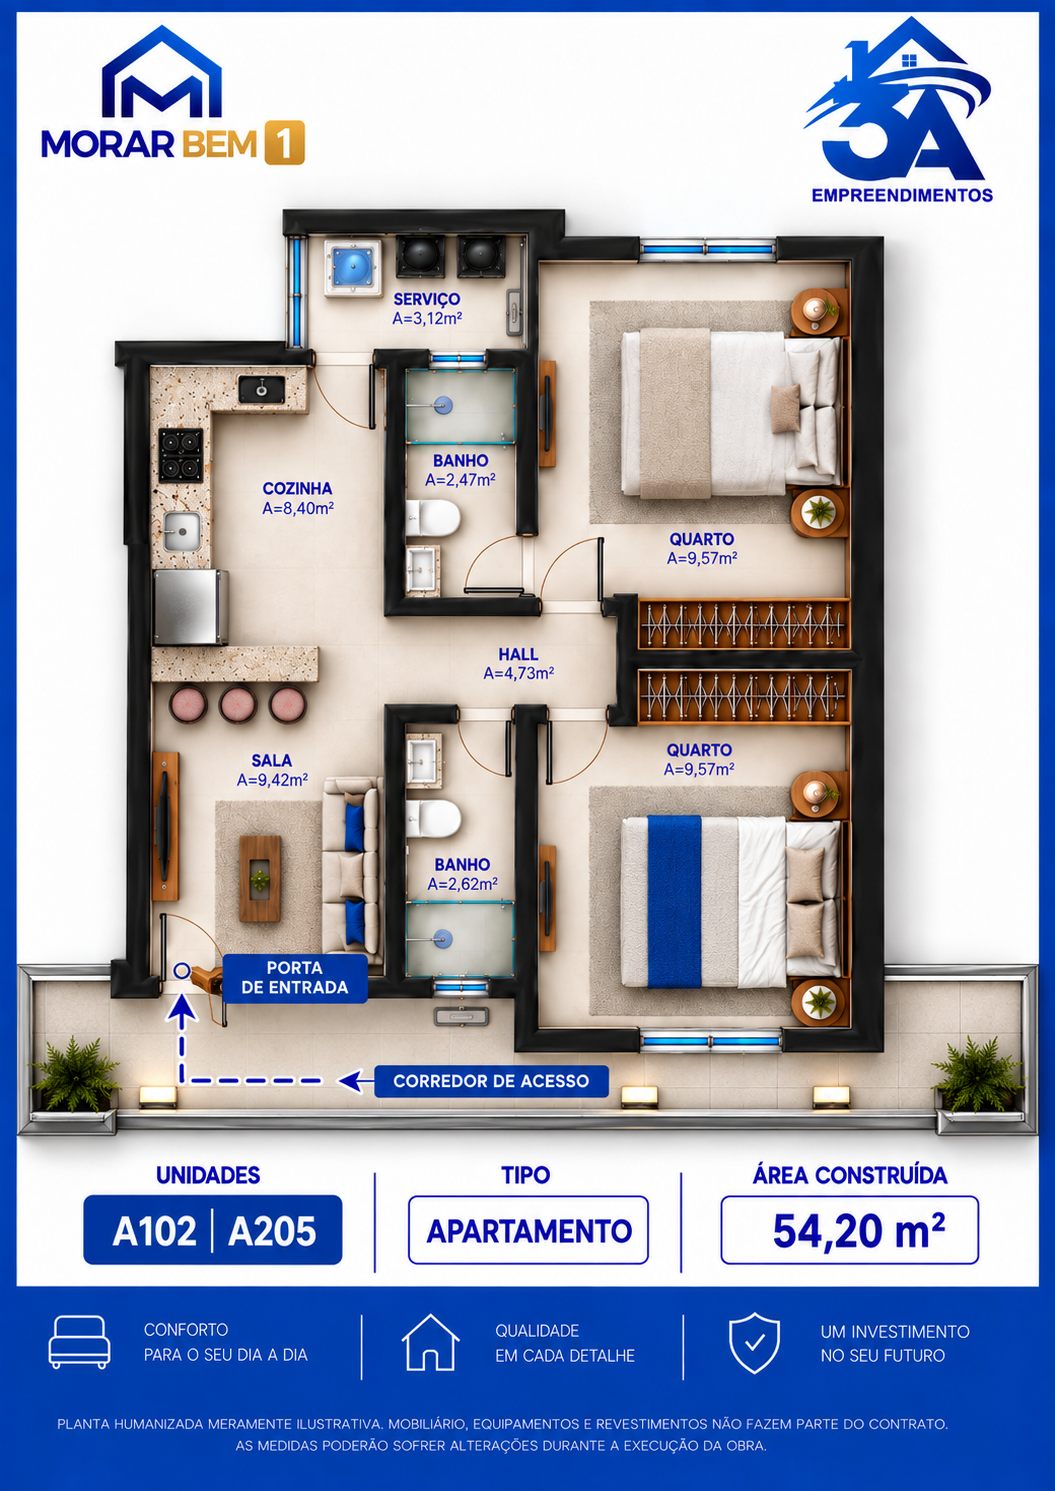 MORAR BEM 1
3A
EMPREENDIMENTOS
SERVIÇO
A=3,12m²
BANHO
A=2,47m²
COZINHA
A=8,40m²
QUARTO
A=9,57m²
HALL
A=4,73m²
SALA
A=9,42m²
QUARTO
A=9,57m²
BANHO
A=2,62m²
PORTA
DE ENTRADA
CORREDOR DE ACESSO
UNIDADES
A102 | A205
TIPO
APARTAMENTO
ÁREA CONSTRUÍDA
54,20 m²
CONFORTO
PARA O SEU DIA A DIA
QUALIDADE
EM CADA DETALHE
UM INVESTIMENTO
NO SEU FUTURO
PLANTA HUMANIZADA MERAMENTE ILUSTRATIVA. MOBILIÁRIO, EQUIPAMENTOS E REVESTIMENTOS NÃO FAZEM PARTE DO CONTRATO.
AS MEDIDAS PODERÃO SOFRER ALTERAÇÕES DURANTE A EXECUÇÃO DA OBRA.